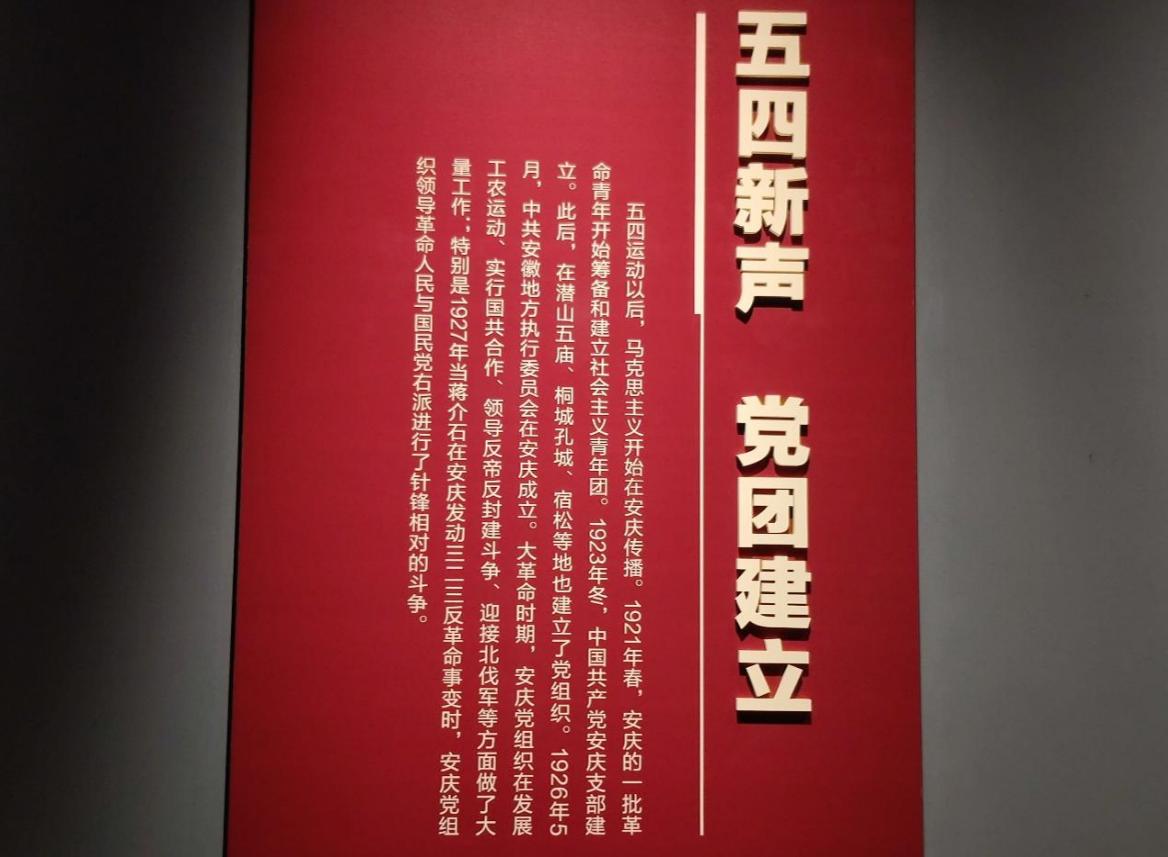 五四新声 党团建立
五四运动以后，马克思主义开始在安庆传播。1921年春，安庆的一批革
命青年开始筹备和建立社会主义青年团。1923年冬，中国共产党安庆支部建
立。此后，在潜山五庙、桐城孔城、宿松等地也建立了党组织。1926年5
月，中共安徽地方执行委员会在安庆成立。大革命时期，安庆党组织在发展
工农运动、实行国共合作、领导反帝反封建斗争、迎接北伐军等方面做了大
量工作；特别是1927年当蒋介石在安庆发动三二三反革命事变时，安庆党组
织领导革命人民与国民党右派进行了针锋相对的斗争。